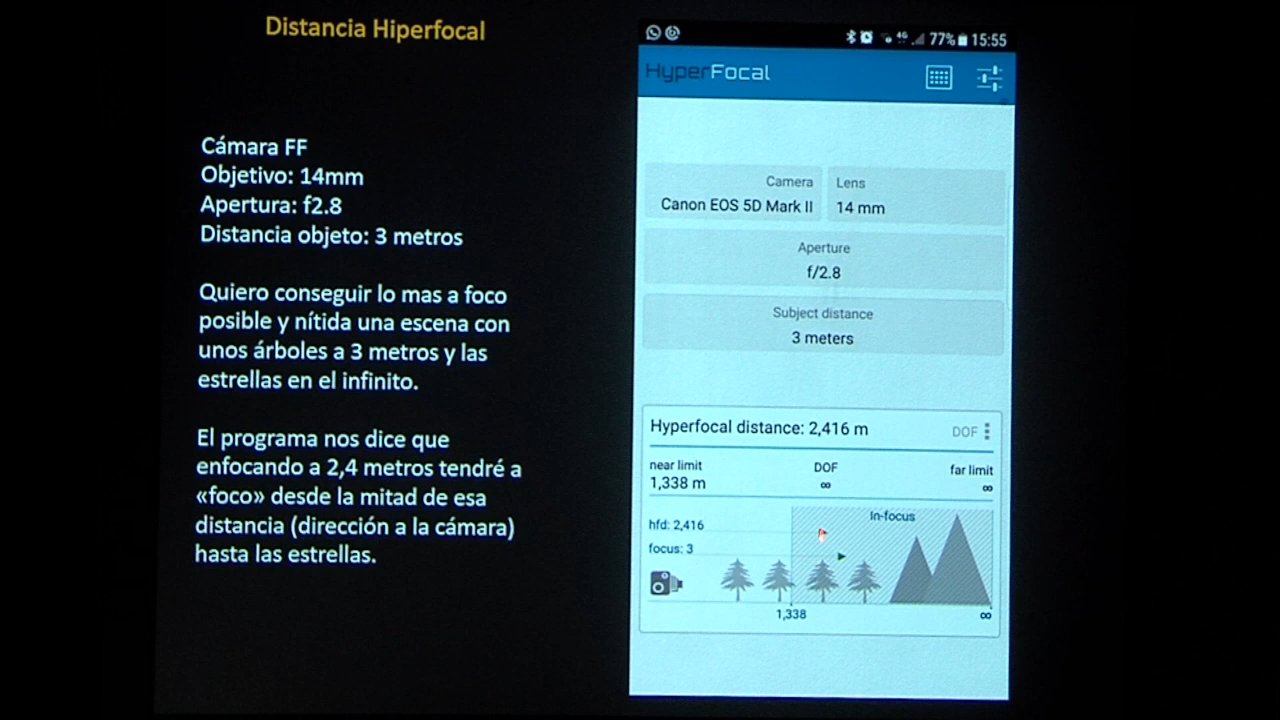 Distancia Hiperfocal
Cámara FF
Objetivo: 14mm
Apertura: f2.8
Distancia objeto: 3 metros
Quiero conseguir lo mas a foco
posible y nítida una escena con
unos árboles a 3 metros y las
estrellas en el infinito.
El programa nos dice que
enfocando a 2,4 metros tendré a
«foco» desde la mitad de esa
distancia (dirección a la cámara)
hasta las estrellas.
4G 77% 15:55
HyperFocal
Camera
Canon EOS 5D Mark II
Lens
14 mm
Aperture
f/2.8
Subject distance
3 meters
Hyperfocal distance: 2,416 m
DOF
near limit
1,338 m
DOF
∞
far limit
∞
hfd: 2,416
focus: 3
In-focus
1,338
∞